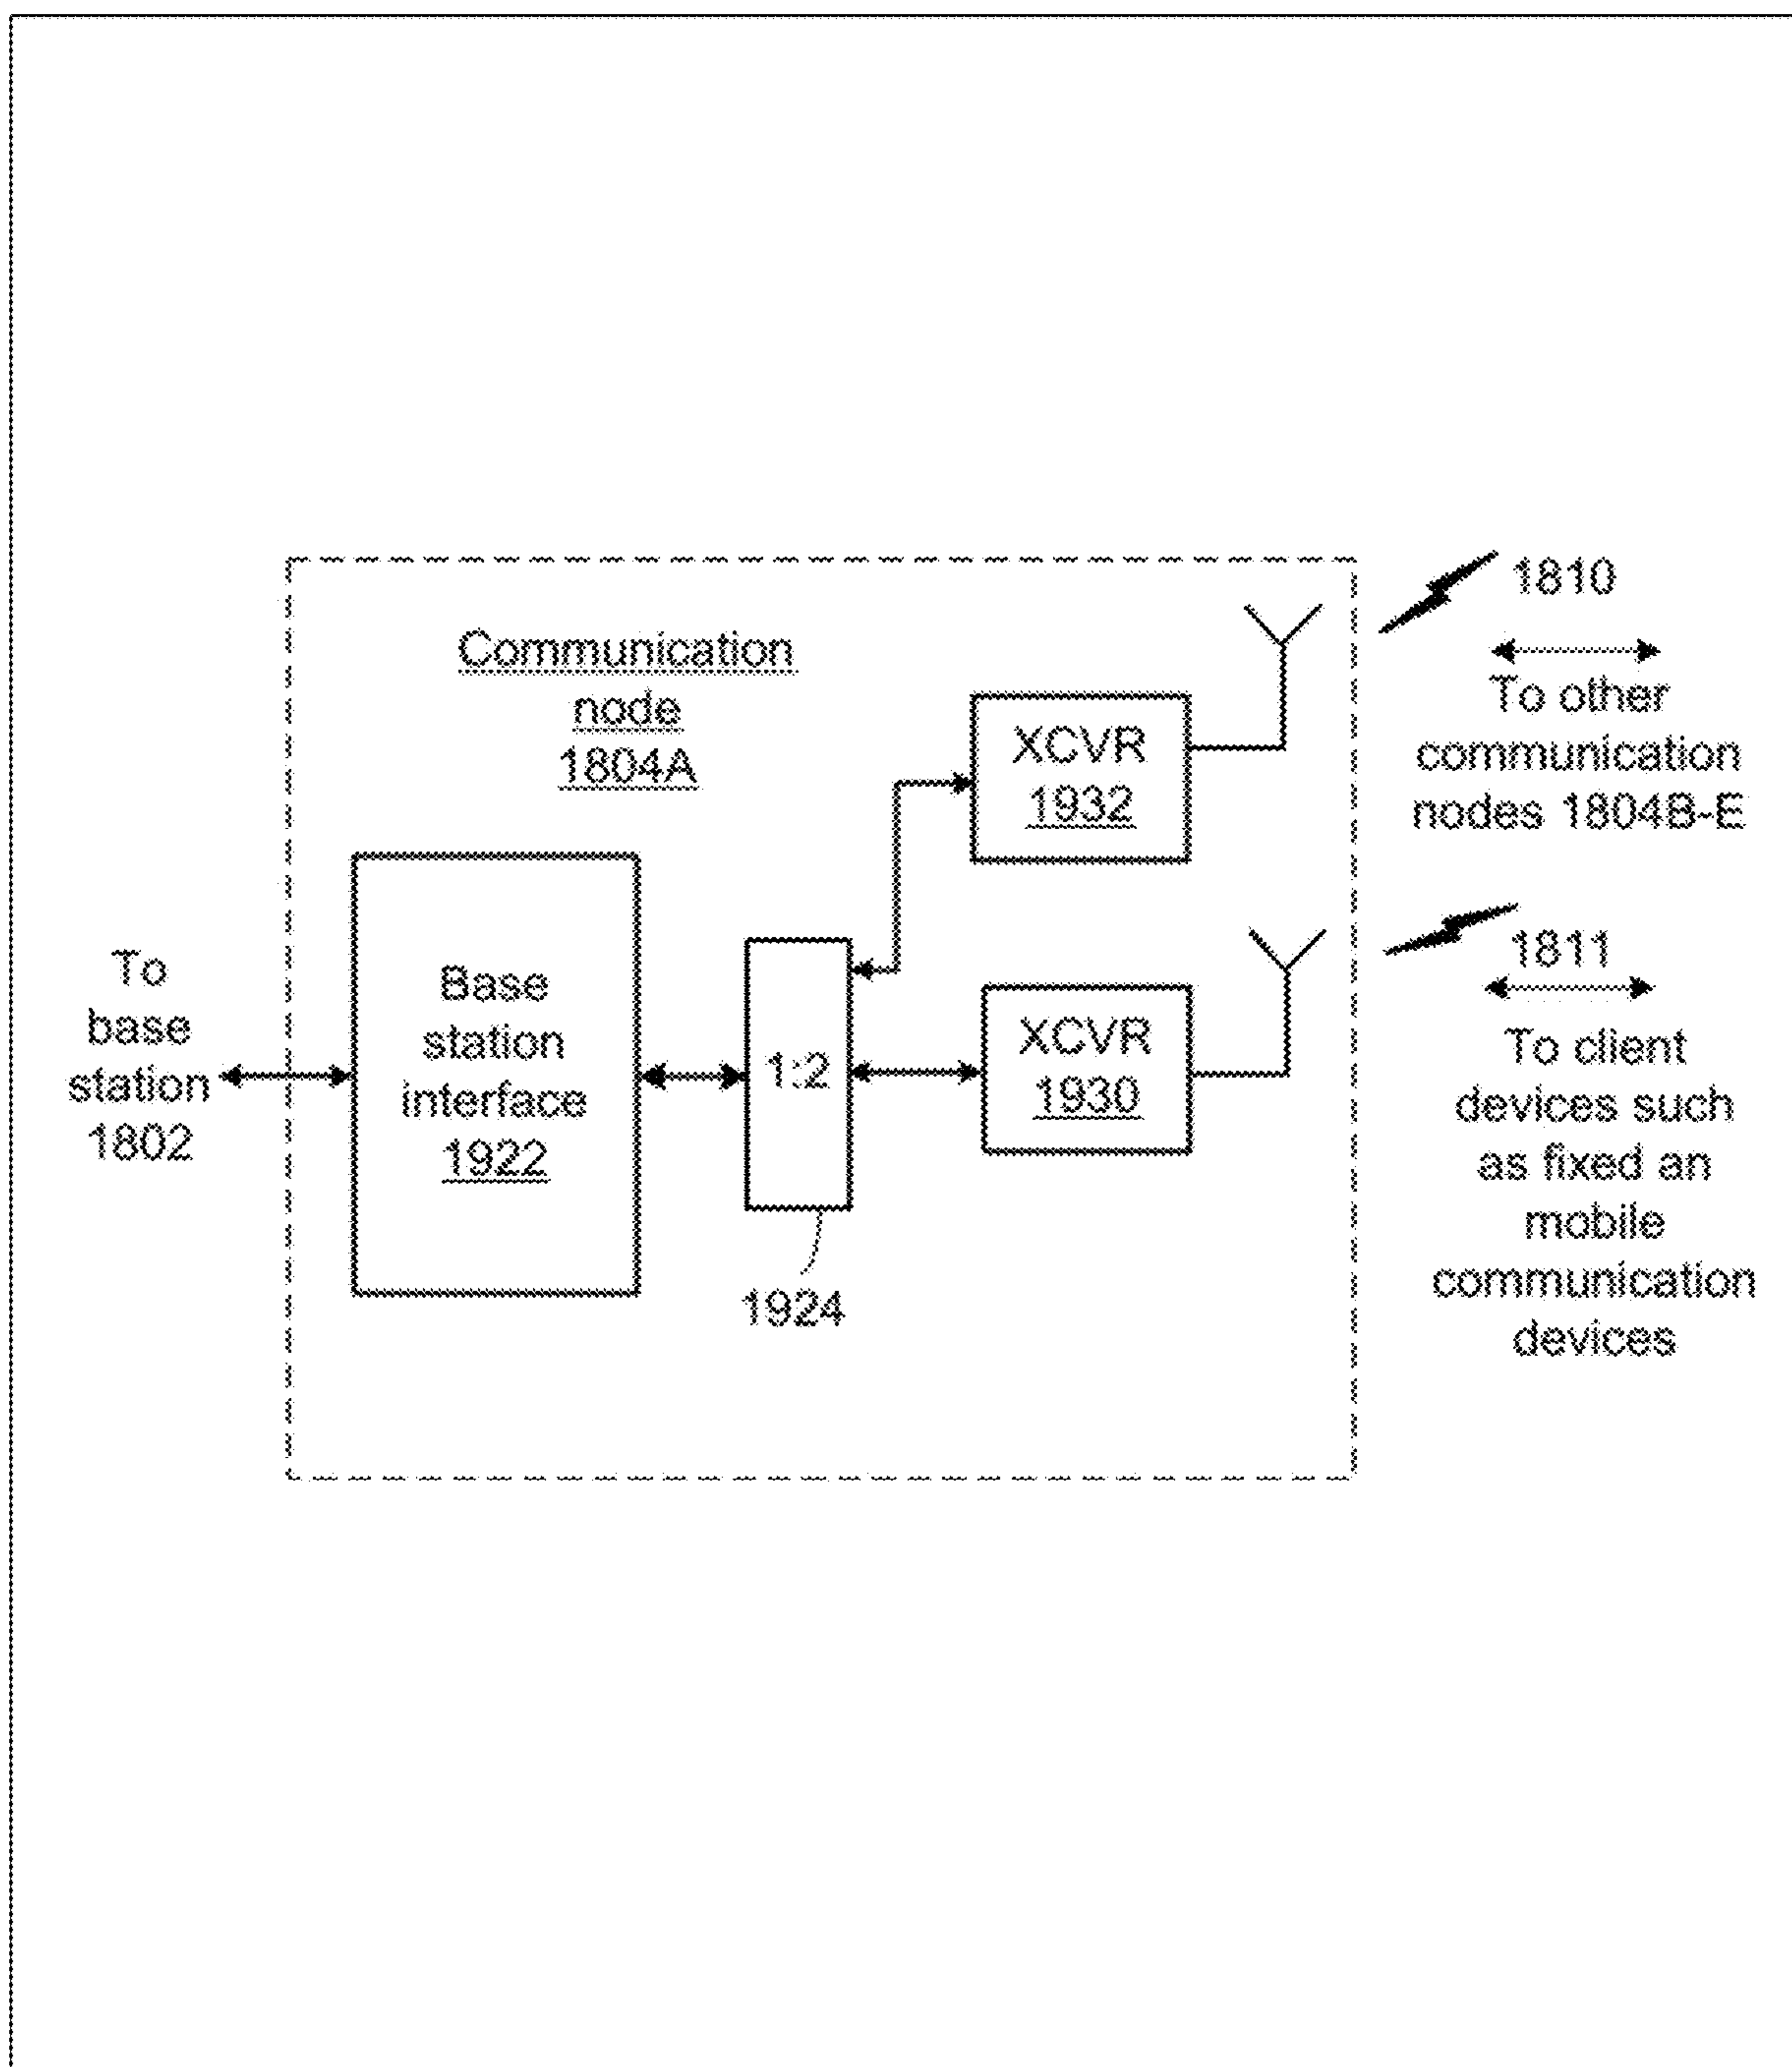 Communication
node
1804A
To
base
station
1802
Base
station
interface
1922
1:2
1924
XCVR
1932
XCVR
1930
1810
To other
communication
nodes 1804B-E
1811
To client
devices such
as fixed an
mobile
communication
devices